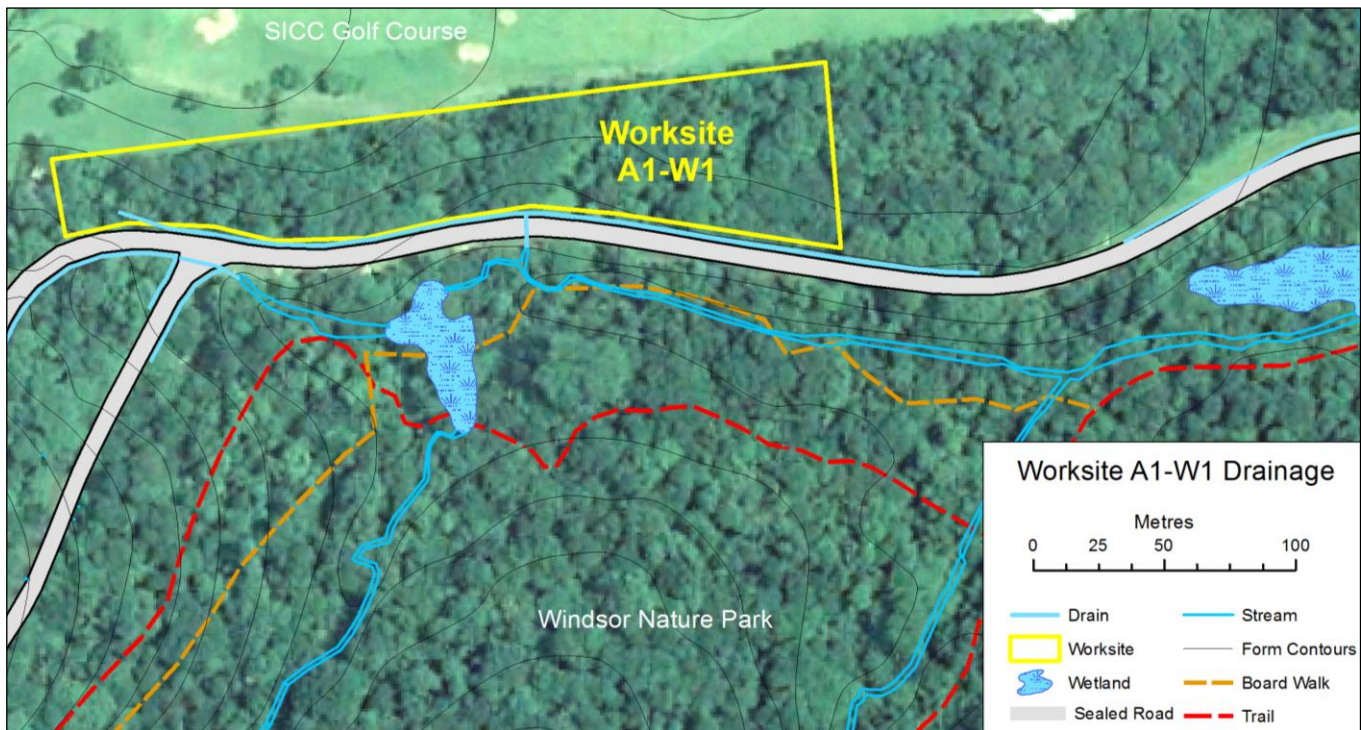 SICC Golf Course
Worksite
A1-W1
Windsor Nature Park
Worksite A1-W1 Drainage
Metres
0 25 50 100
Drain
Stream
Worksite
Form Contours
Wetland
Board Walk
Sealed Road
Trail